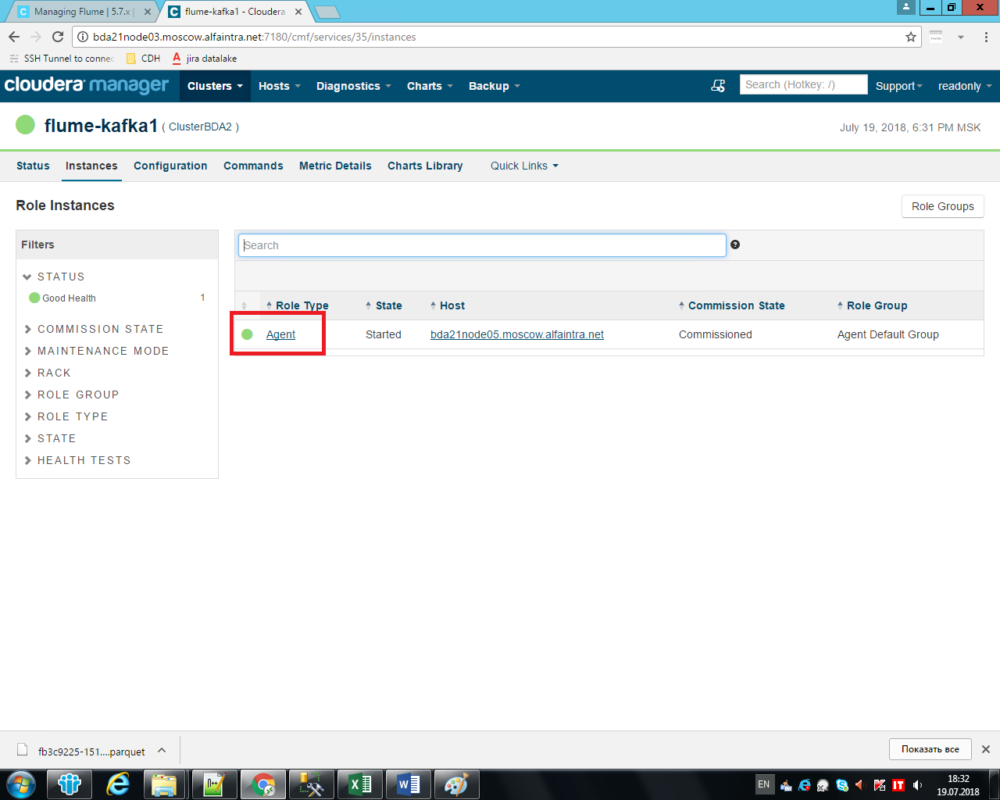 Managing Flume | 5.7.x |
flume-kafka1 - Cloudera
bda21node03.moscow.alfaintra.net:7180/cmf/services/35/instances
SSH Tunnel to connec
CDH
jira datalake
cloudera manager
Clusters
Hosts
Diagnostics
Charts
Backup
Search (Hotkey: /)
Support
readonly
flume-kafka1 ( ClusterBDA2 )
July 19, 2018, 6:31 PM MSK
Status
Instances
Configuration
Commands
Metric Details
Charts Library
Quick Links
Role Instances
Role Groups
Filters
Search
STATUS
Good Health 1
COMMISSION STATE
MAINTENANCE MODE
RACK
ROLE GROUP
ROLE TYPE
STATE
HEALTH TESTS
Role Type State Host Commission State Role Group
Agent Started bda21node05.moscow.alfaintra.net Commissioned Agent Default Group
fb3c9225-151....parquet
Показать все
EN
18:32
19.07.2018